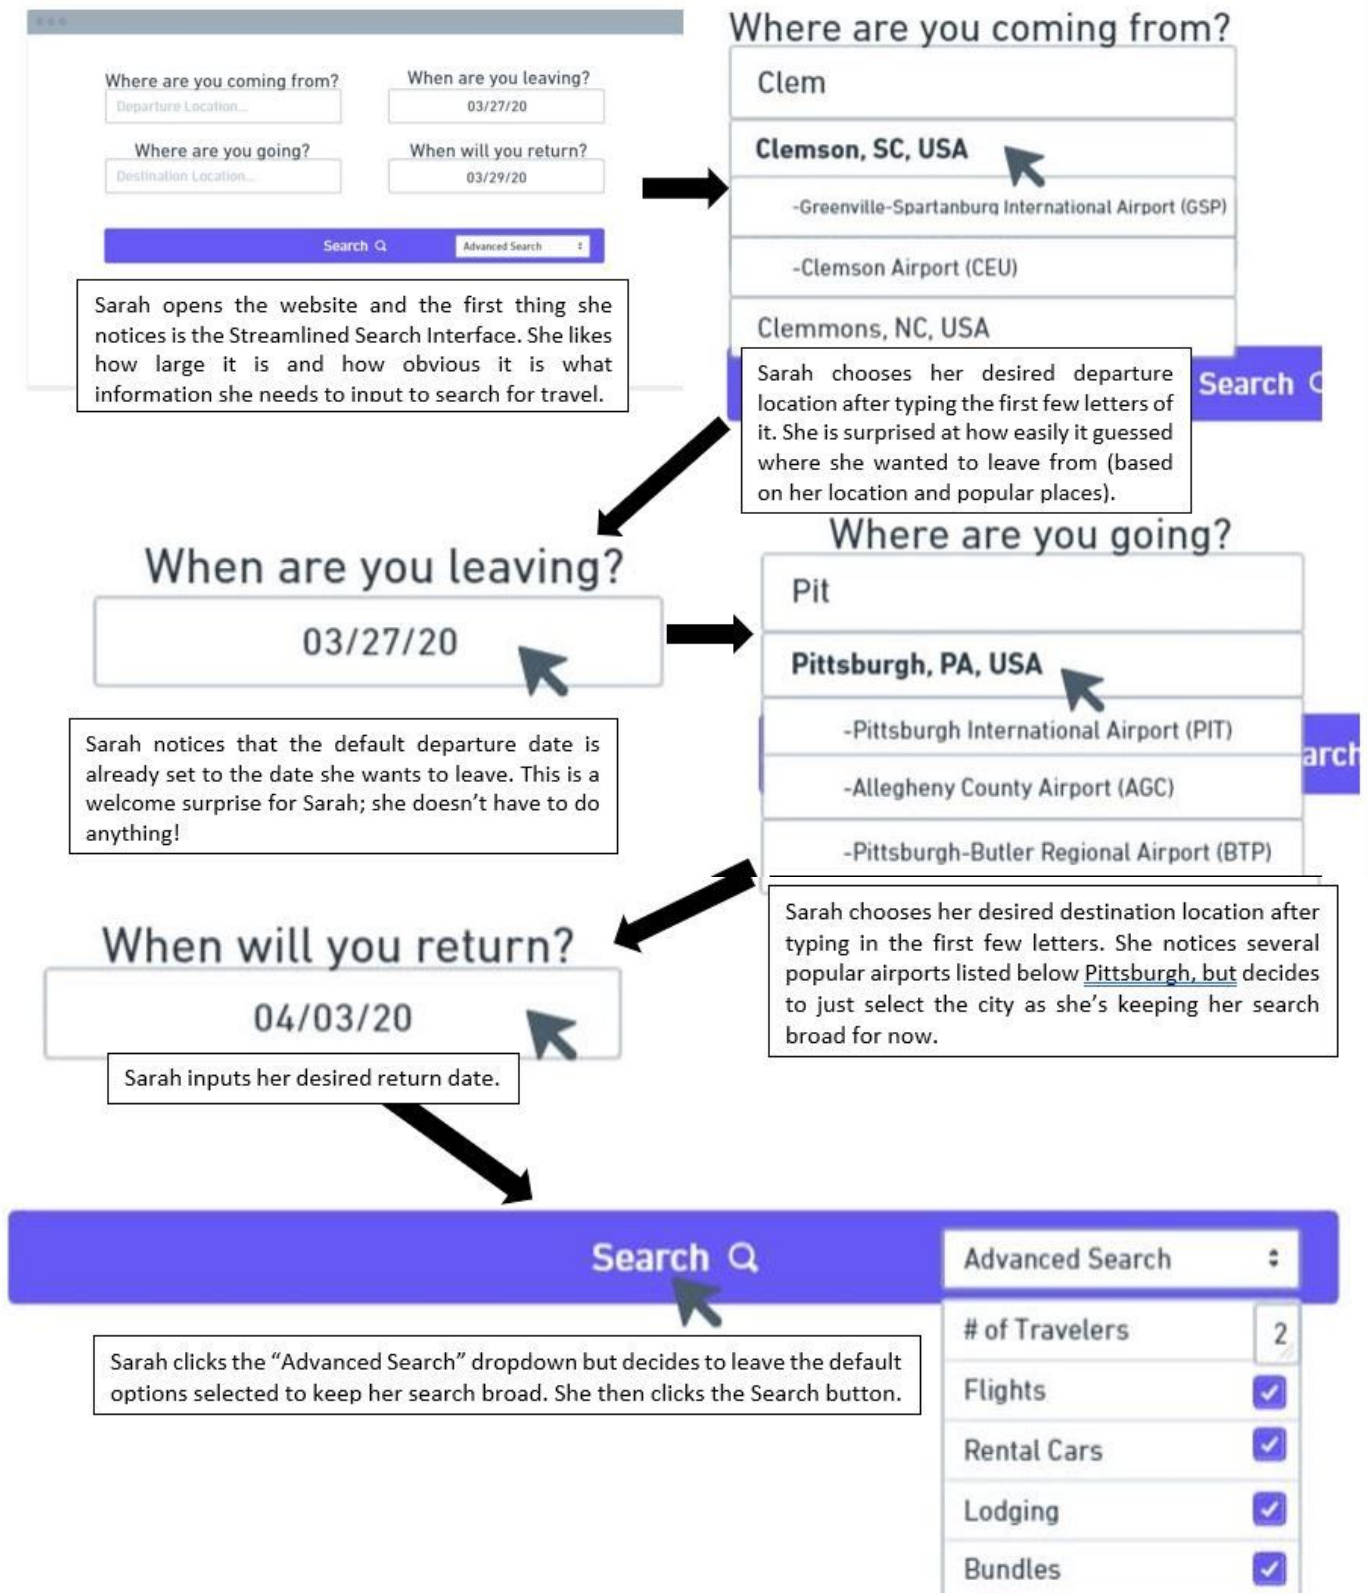 Where are you coming from?
Departure Location...
When are you leaving?
03/27/20
Where are you going?
Destination Location...
When will you return?
03/29/20
Search
Advanced Search
Sarah opens the website and the first thing she
notices is the Streamlined Search Interface. She likes
how large it is and how obvious it is what
information she needs to input to search for travel.
Where are you coming from?
Clem
Clemson, SC, USA
-Greenville-Spartanburg International Airport (GSP)
-Clemson Airport (CEU)
Clemmons, NC, USA
Search
Sarah chooses her desired departure
location after typing the first few letters of
it. She is surprised at how easily it guessed
where she wanted to leave from (based
on her location and popular places).
When are you leaving?
03/27/20
Sarah notices that the default departure date is
already set to the date she wants to leave. This is a
welcome surprise for Sarah; she doesn't have to do
anything!
Where are you going?
Pit
Pittsburgh, PA, USA
-Pittsburgh International Airport (PIT)
arch
-Allegheny County Airport (AGC)
-Pittsburgh-Butler Regional Airport (BTP)
Sarah chooses her desired destination location after
typing in the first few letters. She notices several
popular airports listed below Pittsburgh, but decides
to just select the city as she's keeping her search
broad for now.
When will you return?
04/03/20
Sarah inputs her desired return date.
Search
Advanced Search
# of Travelers 2
Flights
Rental Cars
Lodging
Bundles
Sarah clicks the “Advanced Search” dropdown but decides to leave the default
options selected to keep her search broad. She then clicks the Search button.